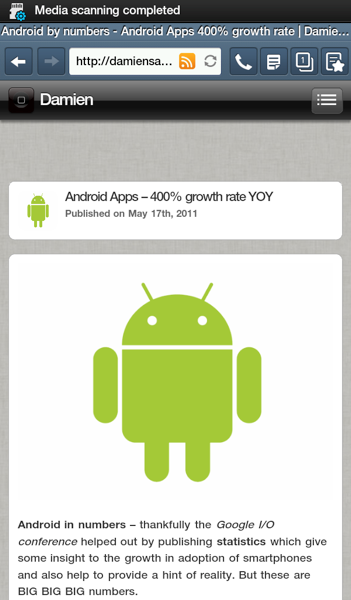 Media scanning completed
Android by numbers - Android Apps 400% growth rate | Damie...
http://damiensa...
1
Damien
Android Apps – 400% growth rate YOY
Published on May 17th, 2011
Android in numbers – thankfully the Google I/O
conference helped out by publishing statistics which give
some insight to the growth in adoption of smartphones
and also help to provide a hint of reality. But these are
BIG BIG BIG numbers.